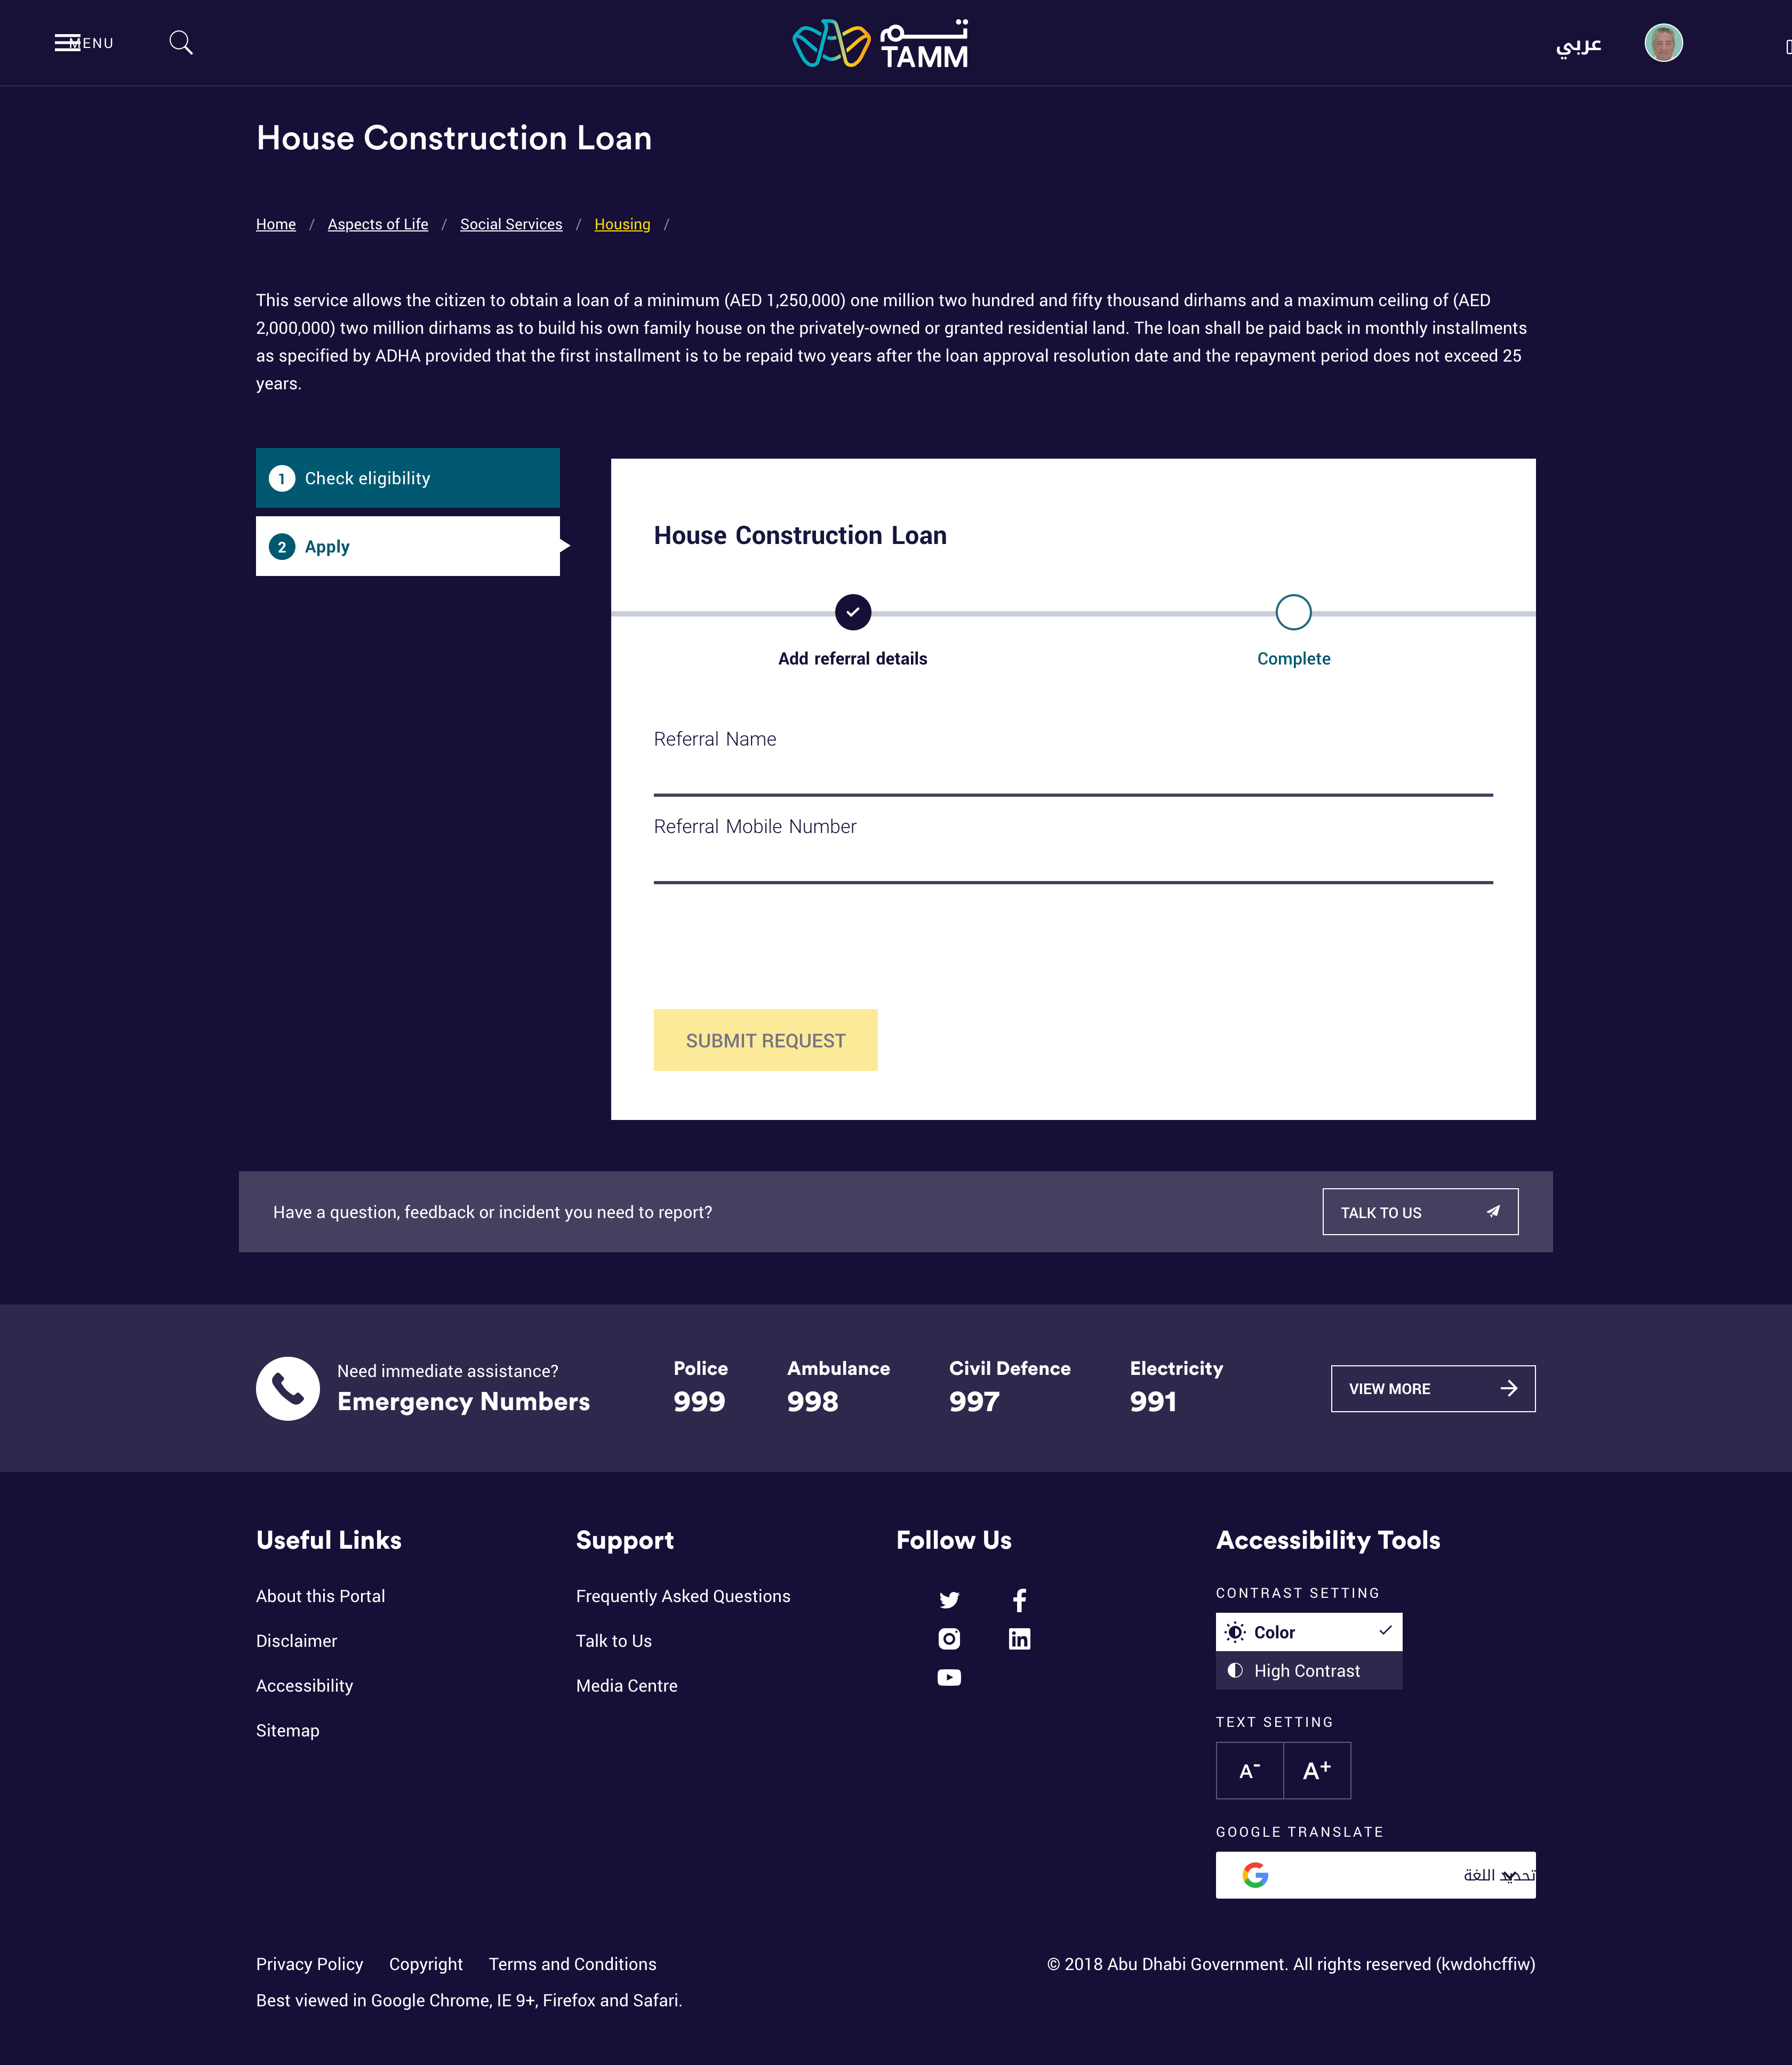 MENU
تـــم
TAMM
عربي
House Construction Loan
Home / Aspects of Life / Social Services / Housing /
This service allows the citizen to obtain a loan of a minimum (AED 1,250,000) one million two hundred and fifty thousand dirhams and a maximum ceiling of (AED
2,000,000) two million dirhams as to build his own family house on the privately-owned or granted residential land. The loan shall be paid back in monthly installments
as specified by ADHA provided that the first installment is to be repaid two years after the loan approval resolution date and the repayment period does not exceed 25
years.
1 Check eligibility
2 Apply
House Construction Loan
Add referral details
Complete
Referral Name
Referral Mobile Number
SUBMIT REQUEST
Have a question, feedback or incident you need to report?
TALK TO US
Need immediate assistance?
Emergency Numbers
Police
999
Ambulance
998
Civil Defence
997
Electricity
991
VIEW MORE
Useful Links
About this Portal
Disclaimer
Accessibility
Sitemap
Support
Frequently Asked Questions
Talk to Us
Media Centre
Follow Us
Accessibility Tools
CONTRAST SETTING
Color
High Contrast
TEXT SETTING
A- A+
GOOGLE TRANSLATE
تحديد اللغة
Privacy Policy Copyright Terms and Conditions
© 2018 Abu Dhabi Government. All rights reserved (kwdohcffiw)
Best viewed in Google Chrome, IE 9+, Firefox and Safari.